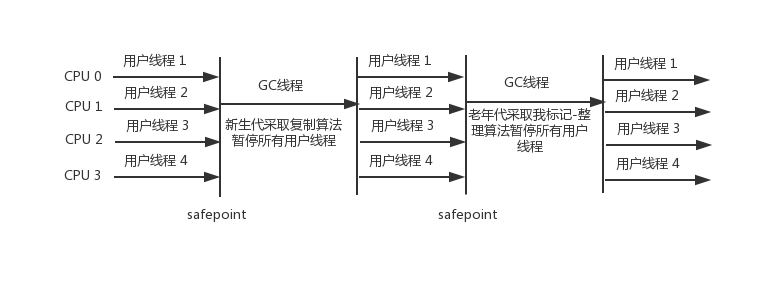 用户线程 1
用户线程 1
用户线程 1
CPU 0
GC线程
GC线程
用户线程 2
用户线程 2
用户线程 2
CPU 1
新生代采取复制算法
暂停所有用户线程
老年代采取我标记-整
理算法暂停所有用户
线程
用户线程 3
用户线程 3
用户线程 3
CPU 2
用户线程 4
用户线程 4
用户线程 4
CPU 3
safepoint
safepoint